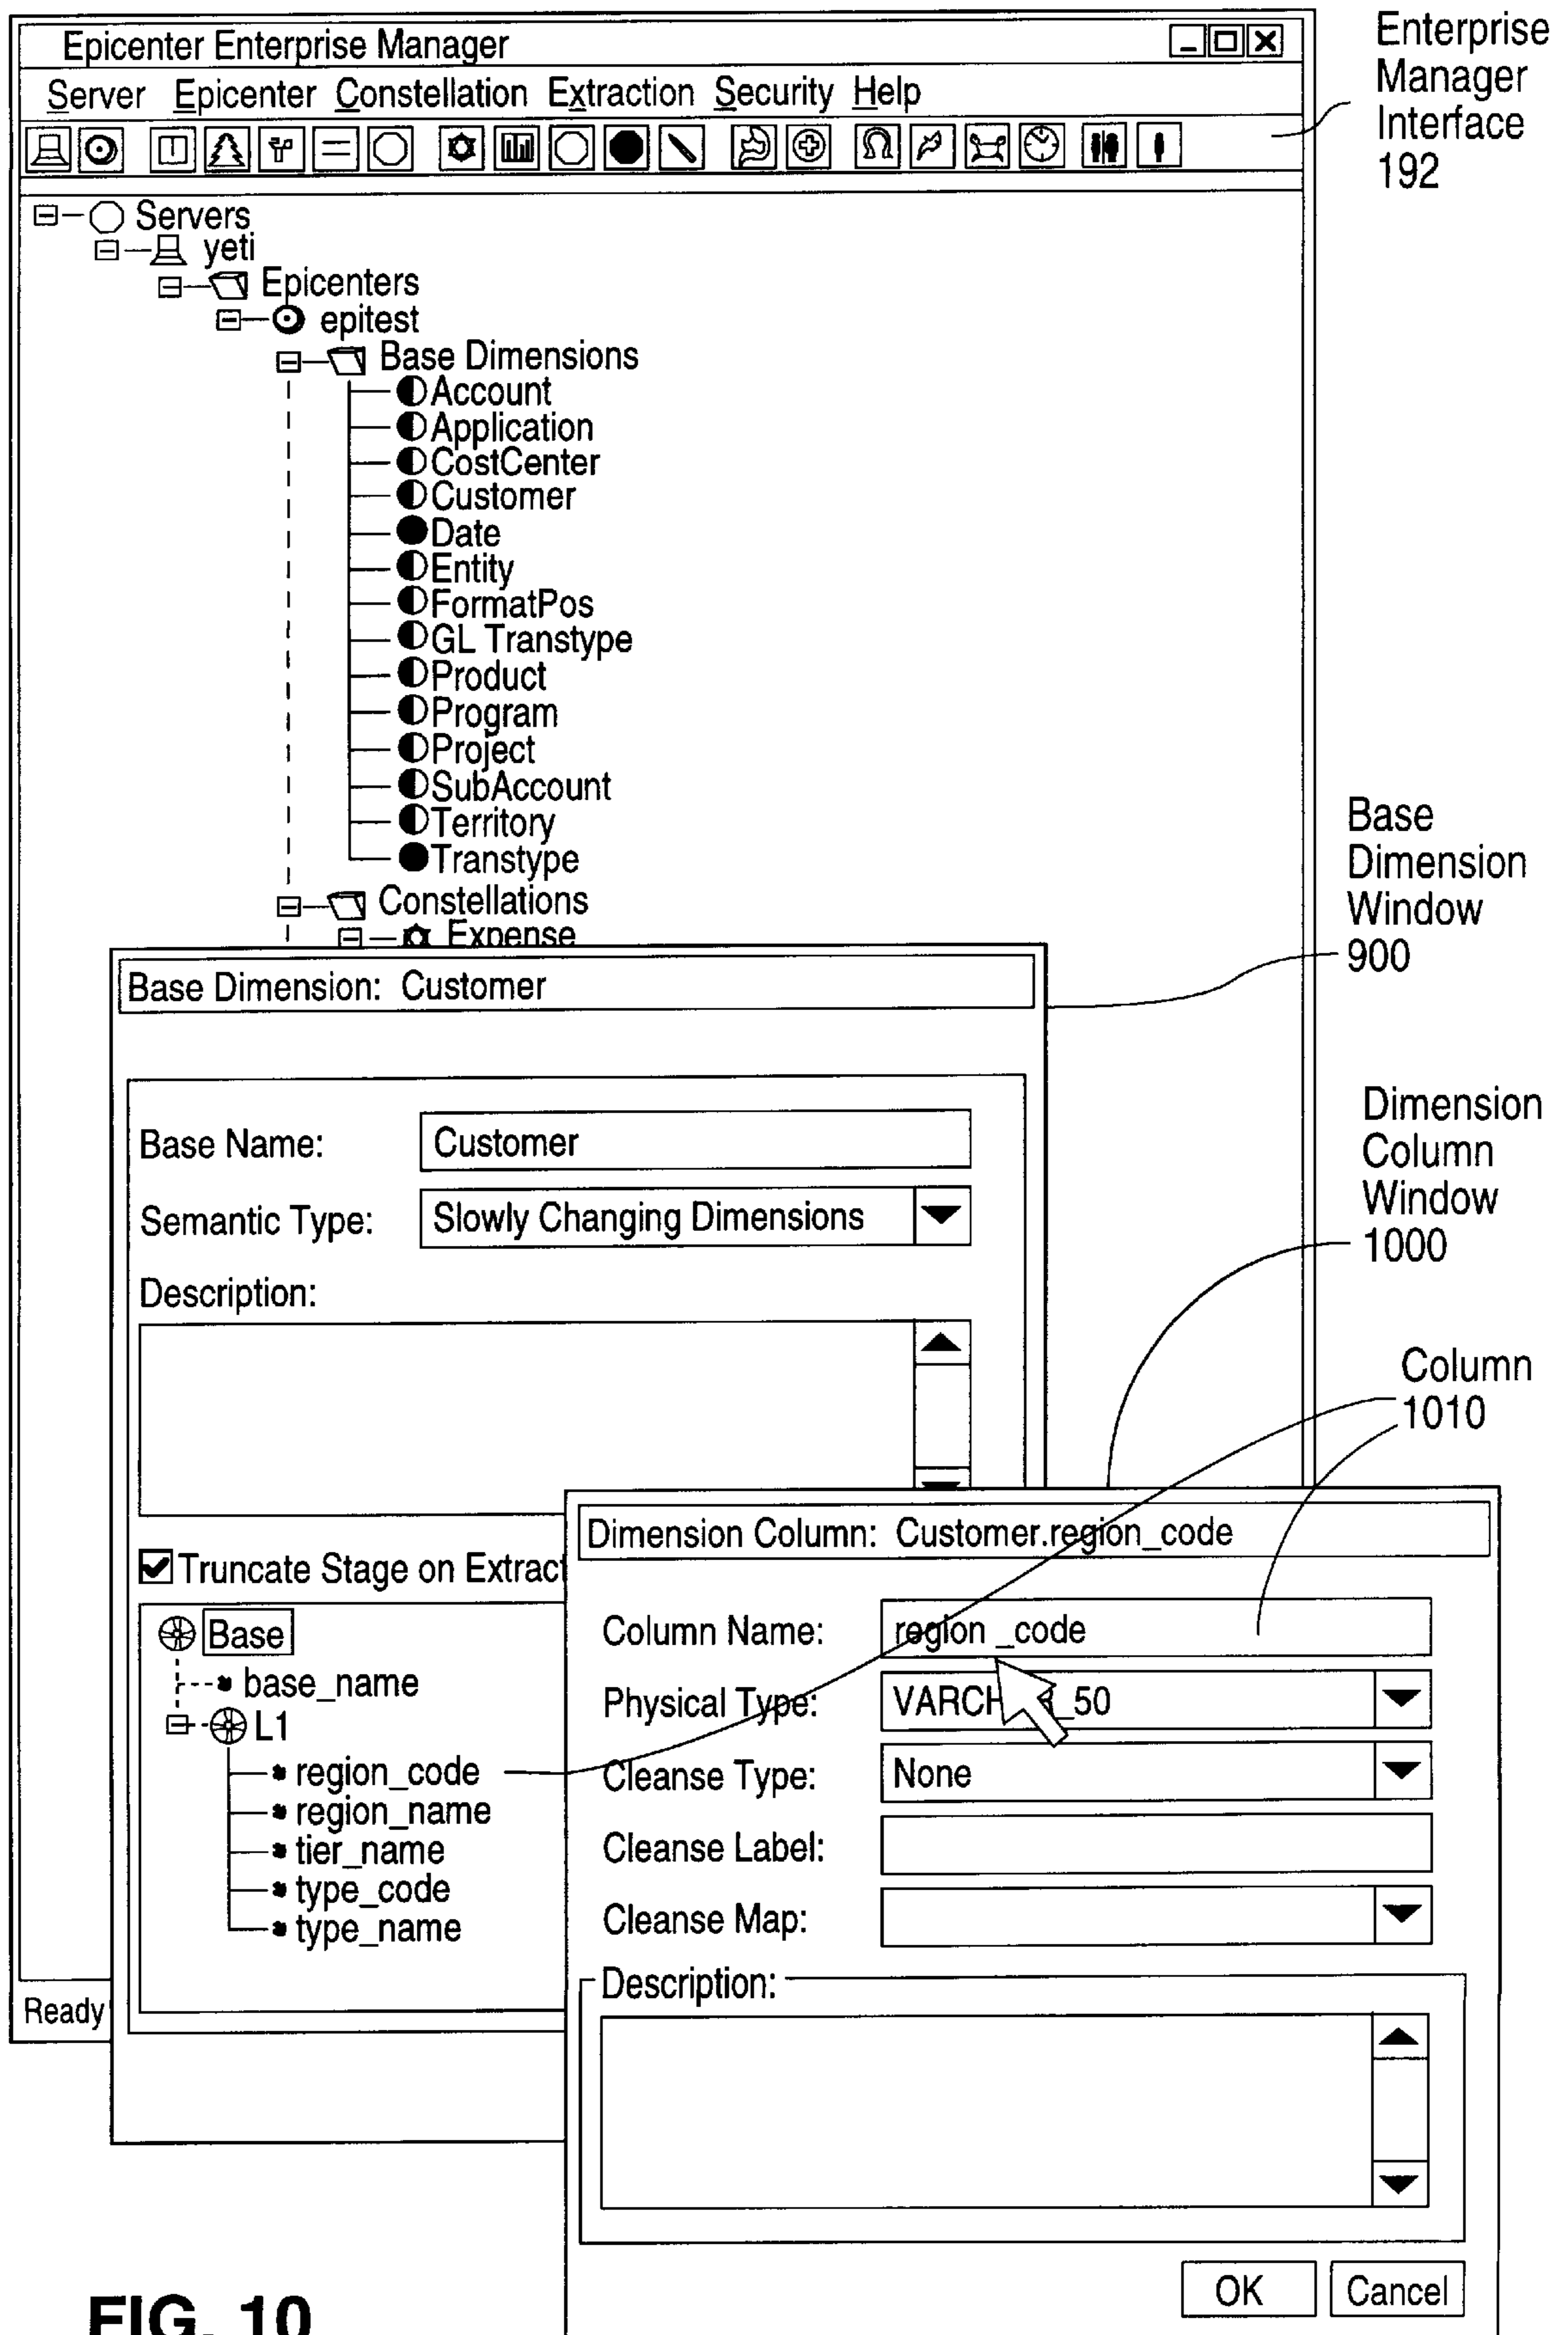 Epicenter Enterprise Manager
Server Epicenter Constellation Extraction Security Help
Enterprise
Manager
Interface
192
Servers
yeti
Epicenters
epitest
Base Dimensions
Account
Application
CostCenter
Customer
Date
Entity
FormatPos
GL Transtype
Product
Program
Project
SubAccount
Territory
Transtype
Constellations
Expense
Base
Dimension
Window
900
Base Dimension: Customer
Base Name: Customer
Semantic Type: Slowly Changing Dimensions
Description:
Dimension
Column
Window
1000
Column
1010
Truncate Stage on Extract
Base
base_name
L1
region_code
region_name
tier_name
type_code
type_name
Ready
Dimension Column: Customer.region_code
Column Name: region _code
Physical Type: _50
Cleanse Type: None
Cleanse Label:
Cleanse Map:
Description:
OK Cancel
FIG. 10